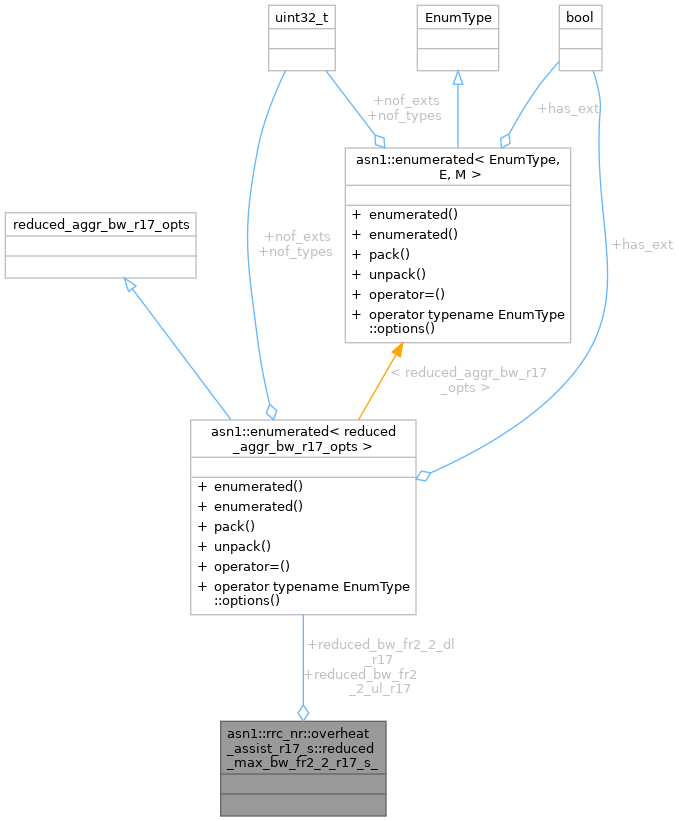 uint32_t
EnumType
bool
+nof_exts
+nof_types
+has_ext
asn1::enumerated< EnumType,
E, M >
+ enumerated()
+ enumerated()
+ pack()
+ unpack()
+ operator=()
+ operator typename EnumType
::options()
reduced_aggr_bw_r17_opts
+nof_exts
+nof_types
+has_ext
< reduced_aggr_bw_r17
_opts >
asn1::enumerated< reduced
_aggr_bw_r17_opts >
+ enumerated()
+ enumerated()
+ pack()
+ unpack()
+ operator=()
+ operator typename EnumType
::options()
+reduced_bw_fr2_2_dl
_r17
+reduced_bw_fr2
_2_ul_r17
asn1::rrc_nr::overheat
_assist_r17_s::reduced
_max_bw_fr2_2_r17_s_